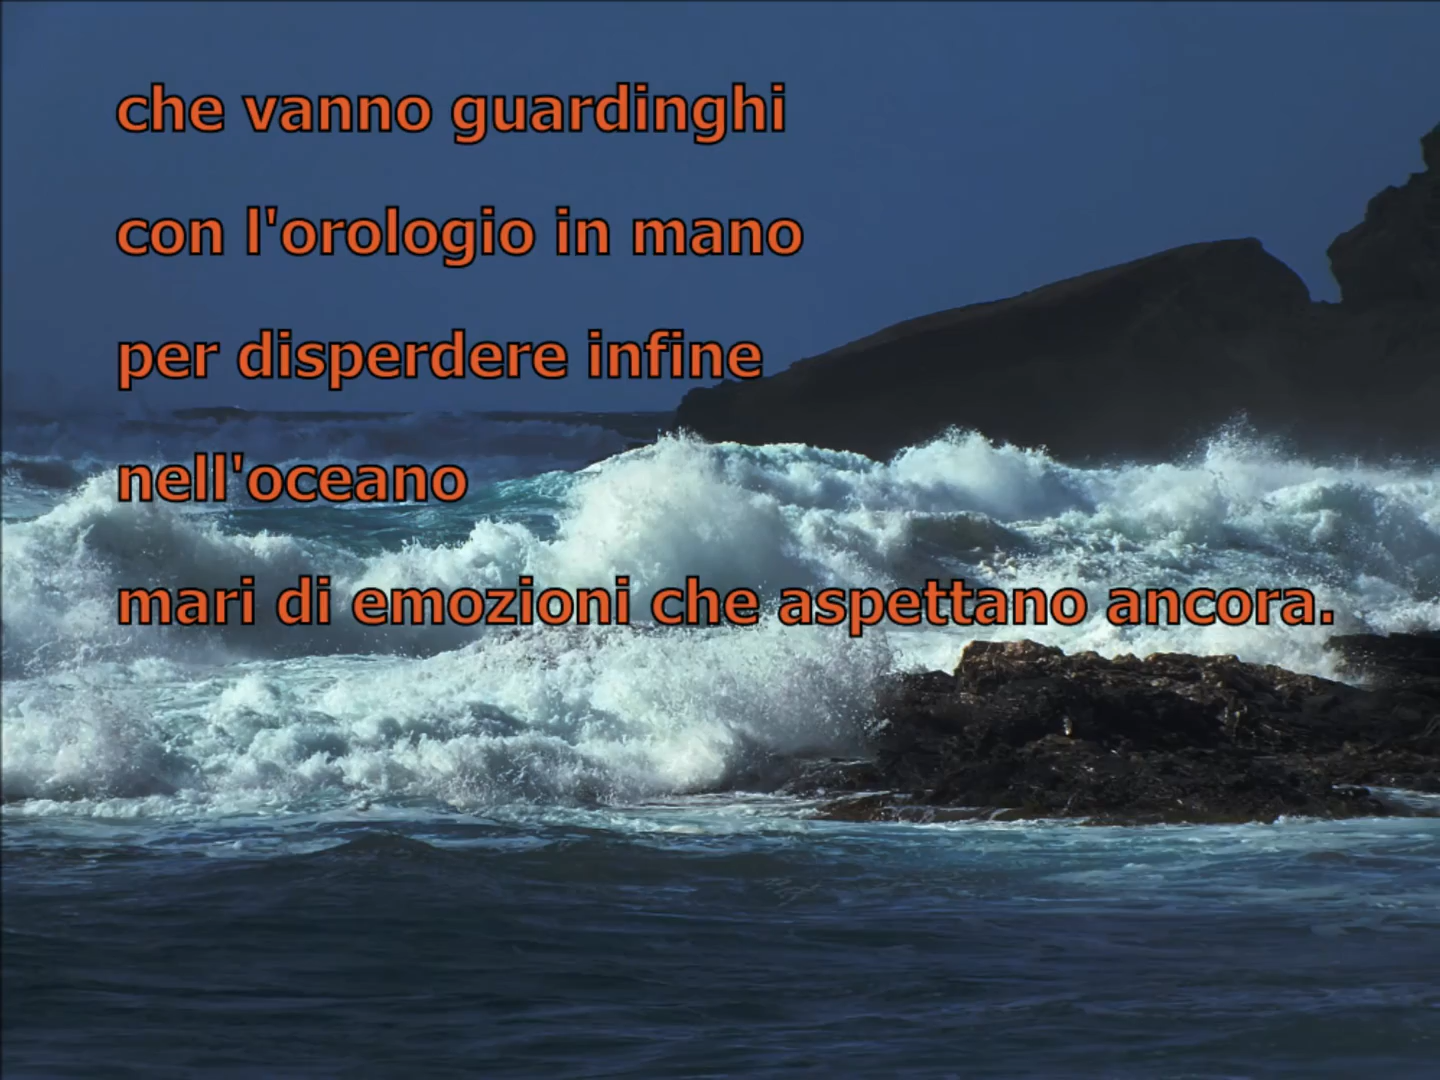 che vanno guardinghi
con l'orologio in mano
per disperdere infine
nell'oceano
mari di emozioni che aspettano ancora.